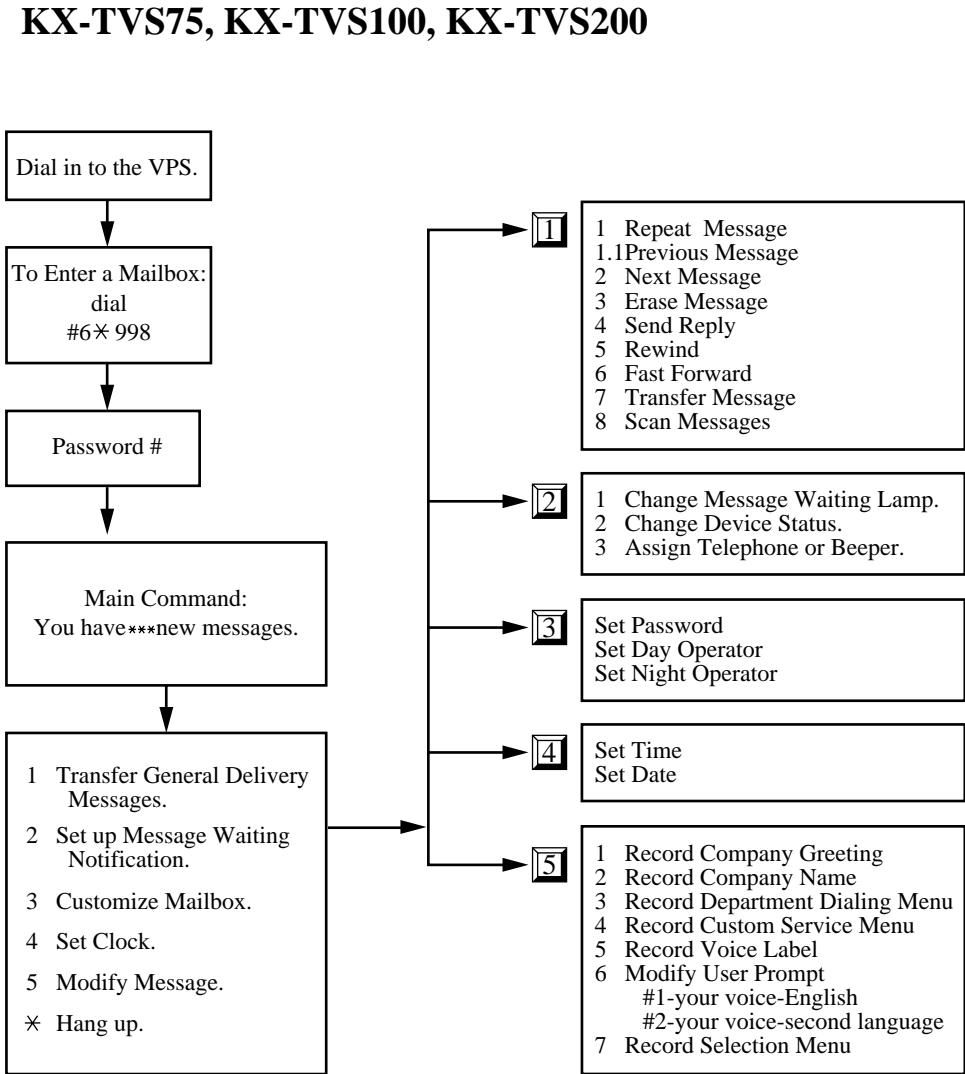 KX-TVS75, KX-TVS100, KX-TVS200
Dial in to the VPS.
To Enter a Mailbox:
dial
#6* 998
Password #
Main Command:
You have***new messages.
1 Transfer General Delivery
Messages.
2 Set up Message Waiting
Notification.
3 Customize Mailbox.
4 Set Clock.
5 Modify Message.
* Hang up.
1
1 Repeat Message
1.1Previous Message
2 Next Message
3 Erase Message
4 Send Reply
5 Rewind
6 Fast Forward
7 Transfer Message
8 Scan Messages
2
1 Change Message Waiting Lamp.
2 Change Device Status.
3 Assign Telephone or Beeper.
3
Set Password
Set Day Operator
Set Night Operator
4
Set Time
Set Date
5
1 Record Company Greeting
2 Record Company Name
3 Record Department Dialing Menu
4 Record Custom Service Menu
5 Record Voice Label
6 Modify User Prompt
#1-your voice-English
#2-your voice-second language
7 Record Selection Menu